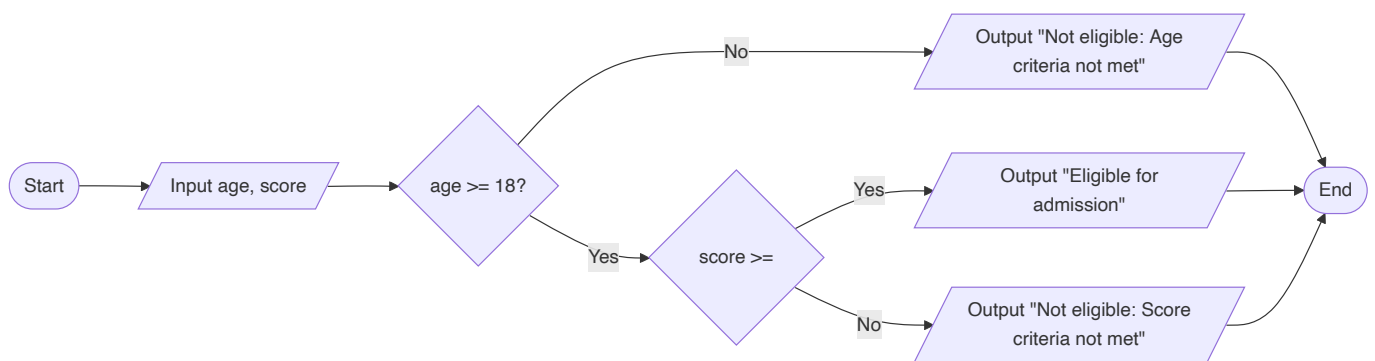 Start
Input age, score
age >= 18?
No
Yes
score >=
Yes
No
Output "Not eligible: Age
criteria not met"
Output "Eligible for
admission"
Output "Not eligible: Score
criteria not met"
End